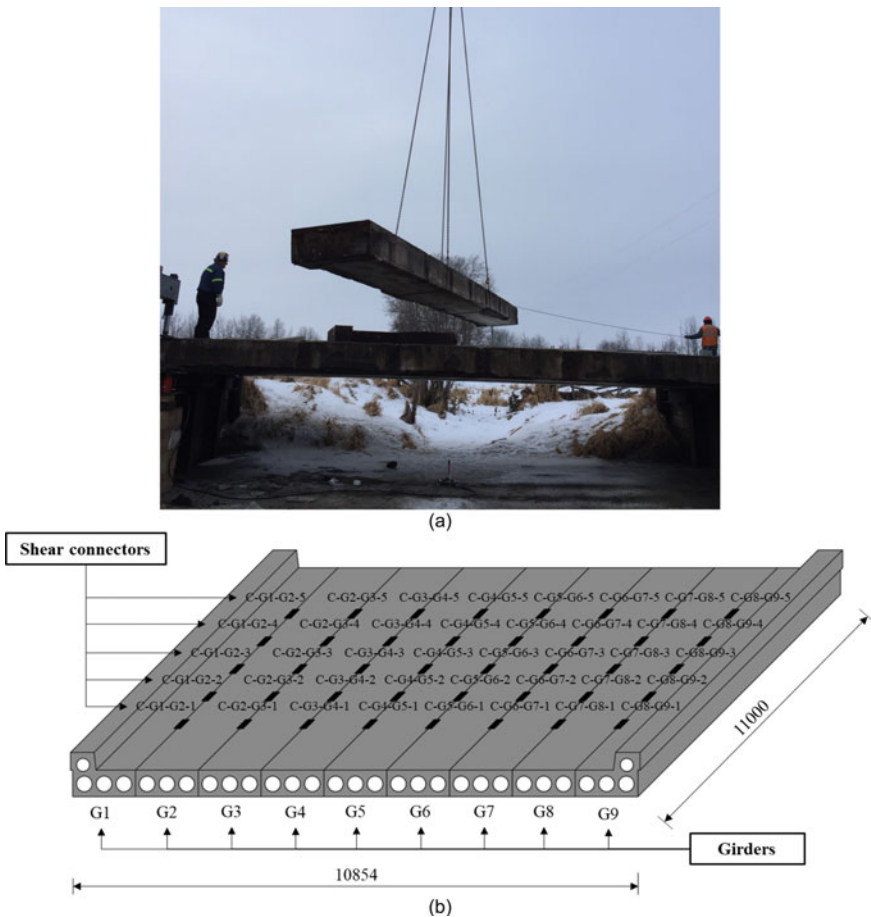 (a)
Shear connectors
C-G1-G2-5 C-G2-G3-5 C-G3-G4-5 C-G4-G5-5 C-G5-G6-5 C-G6-G7-5 C-G7-G8-5 C-G8-G9-5
C-G1-G2-4 C-G2-G3-4 C-G3-G4-4 C-G4-G5-4 C-G5-G6-4 C-G6-G7-4 C-G7-G8-4 C-G8-G9-4
C-G1-G2-3 C-G2-G3-3 C-G3-G4-3 C-G4-G5-3 C-G5-G6-3 C-G6-G7-3 C-G7-G8-3 C-G8-G9-3
C-G1-G2-2 C-G2-G3-2 C-G3-G4-2 C-G4-G5-2 C-G5-G6-2 C-G6-G7-2 C-G7-G8-2 C-G8-G9-2
C-G1-G2-1 C-G2-G3-1 C-G3-G4-1 C-G4-G5-1 C-G5-G6-1 C-G6-G7-1 C-G7-G8-1 C-G8-G9-1
11000
G1 G2 G3 G4 G5 G6 G7 G8 G9
Girders
10854
(b)